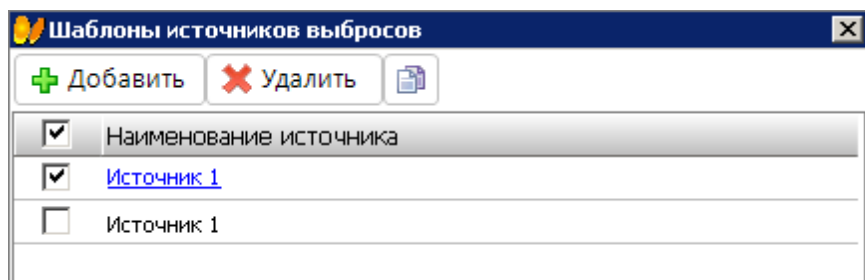 Шаблоны источников выбросов
Добавить Удалить
Наименование источника
Источник 1
Источник 1